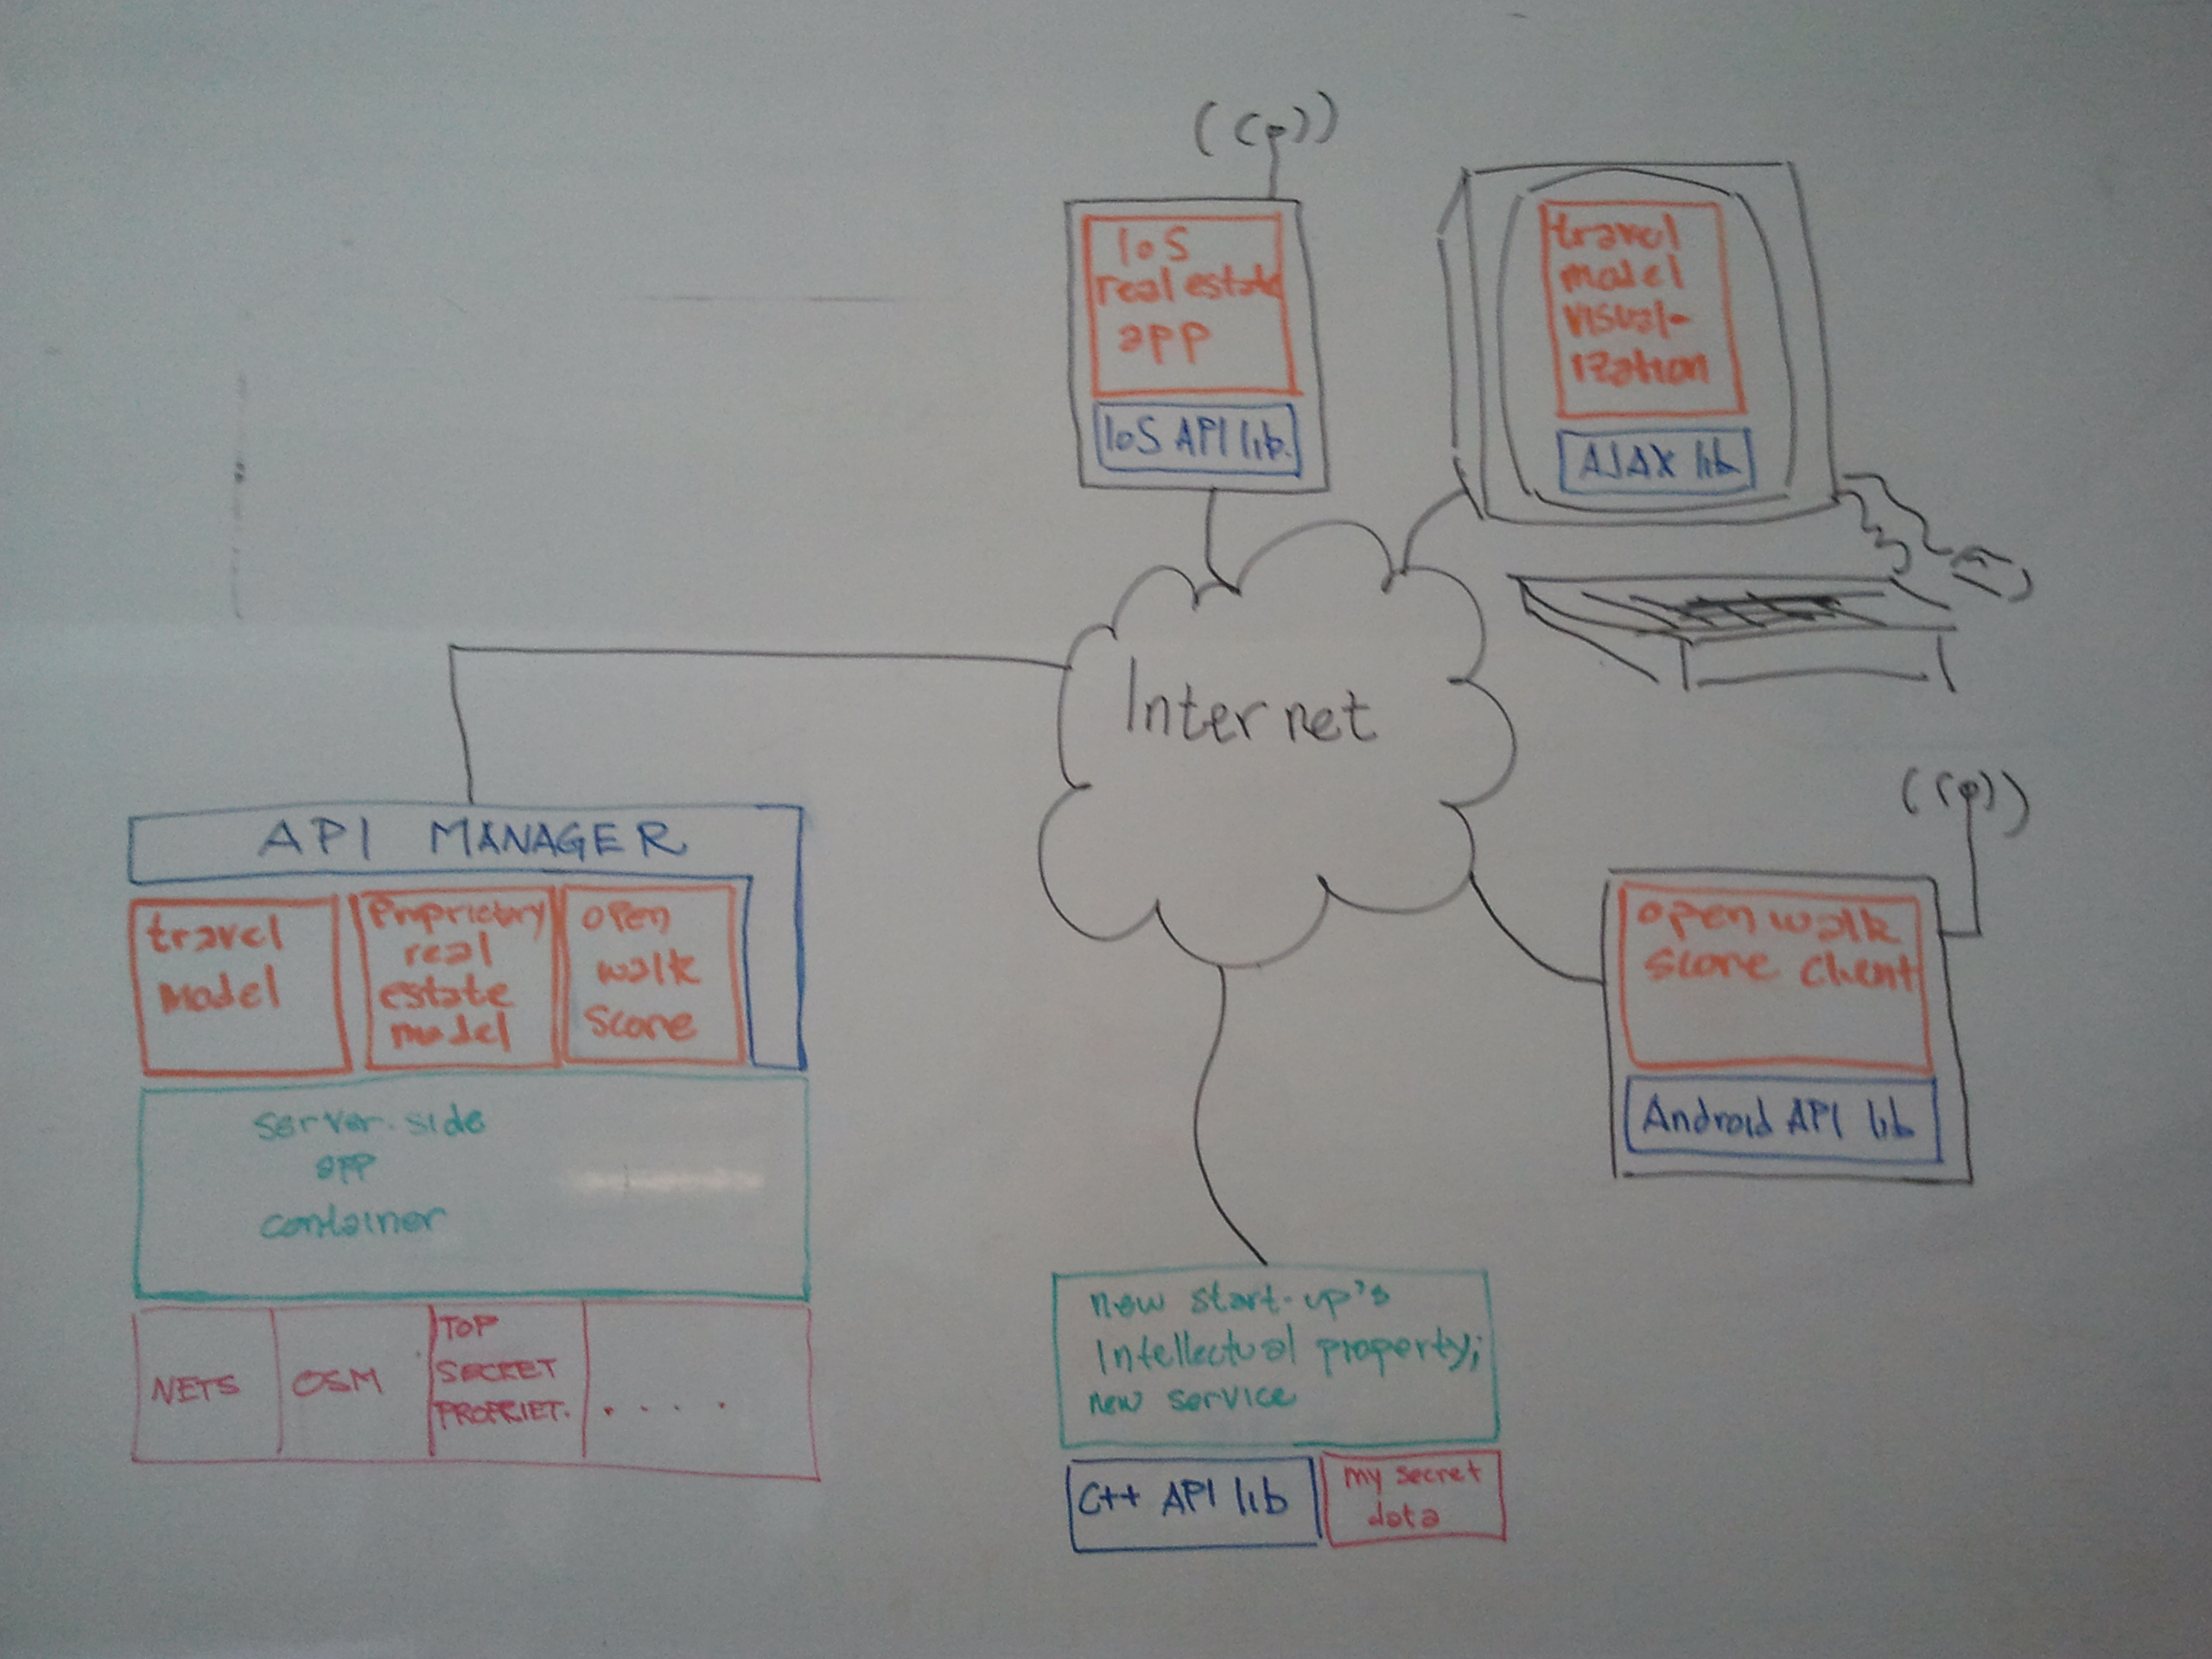 IoS
real estate
app
IoS API lib.
travel
model
visual-
ization
AJAX lib
Internet
API MANAGER
travel
model
Proprietary
real
estate
model
open
walk
score
server-side
app
container
NETS
OSM
TOP
SECRET
PROPRIET.
. . . .
open walk
score client
Android API lib
new start-up's
Intellectual property;
new service
C++ API lib
my secret
data